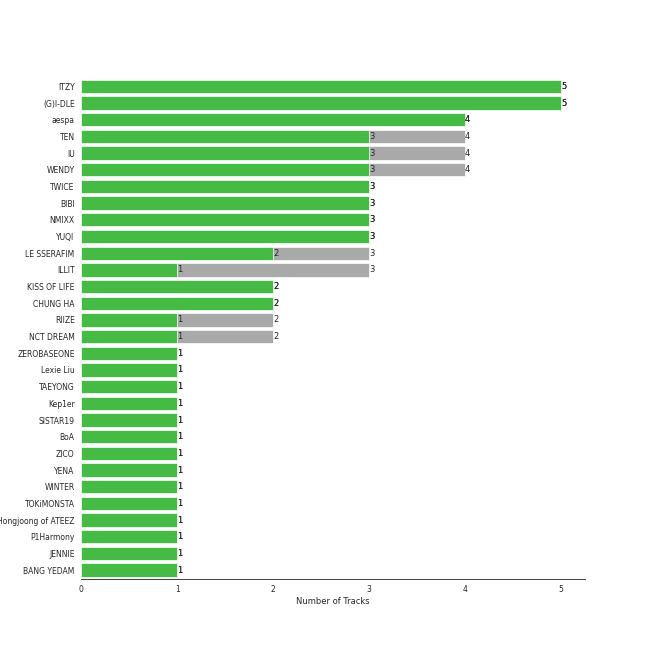 ITZY 5
(G)I-DLE 5
aespa 4
TEN 3 4
IU 3 4
WENDY 3 4
TWICE 3
BIBI 3
NMIXX 3
YUQI 3
LE SSERAFIM 2 3
ILLIT 1 3
KISS OF LIFE 2
CHUNG HA 2
RIIZE 1 2
NCT DREAM 1 2
ZEROBASEONE 1
Lexie Liu 1
TAEYONG 1
Kep1er 1
SISTAR19 1
BoA 1
ZICO 1
YENA 1
WINTER 1
TOKiMONSTA 1
Hongjoong of ATEEZ 1
P1Harmony 1
JENNIE 1
BANG YEDAM 1
0 1 2 3 4 5
Number of Tracks